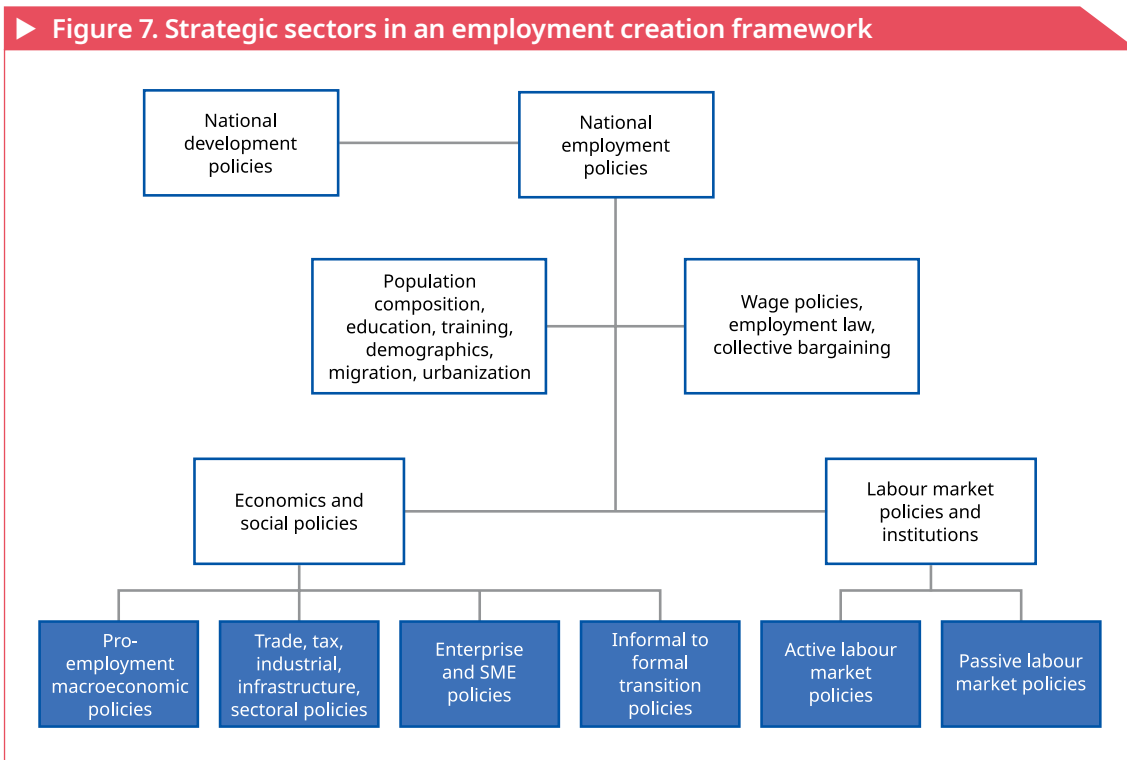 ▶ Figure 7. Strategic sectors in an employment creation framework
National
development
policies
National
employment
policies
Population
composition,
education, training,
demographics,
migration, urbanization
Wage policies,
employment law,
collective bargaining
Economics and
social policies
Labour market
policies and
institutions
Pro-
employment
macroeconomic
policies
Trade, tax,
industrial,
infrastructure,
sectoral policies
Enterprise
and SME
policies
Informal to
formal
transition
policies
Active labour
market
policies
Passive labour
market policies